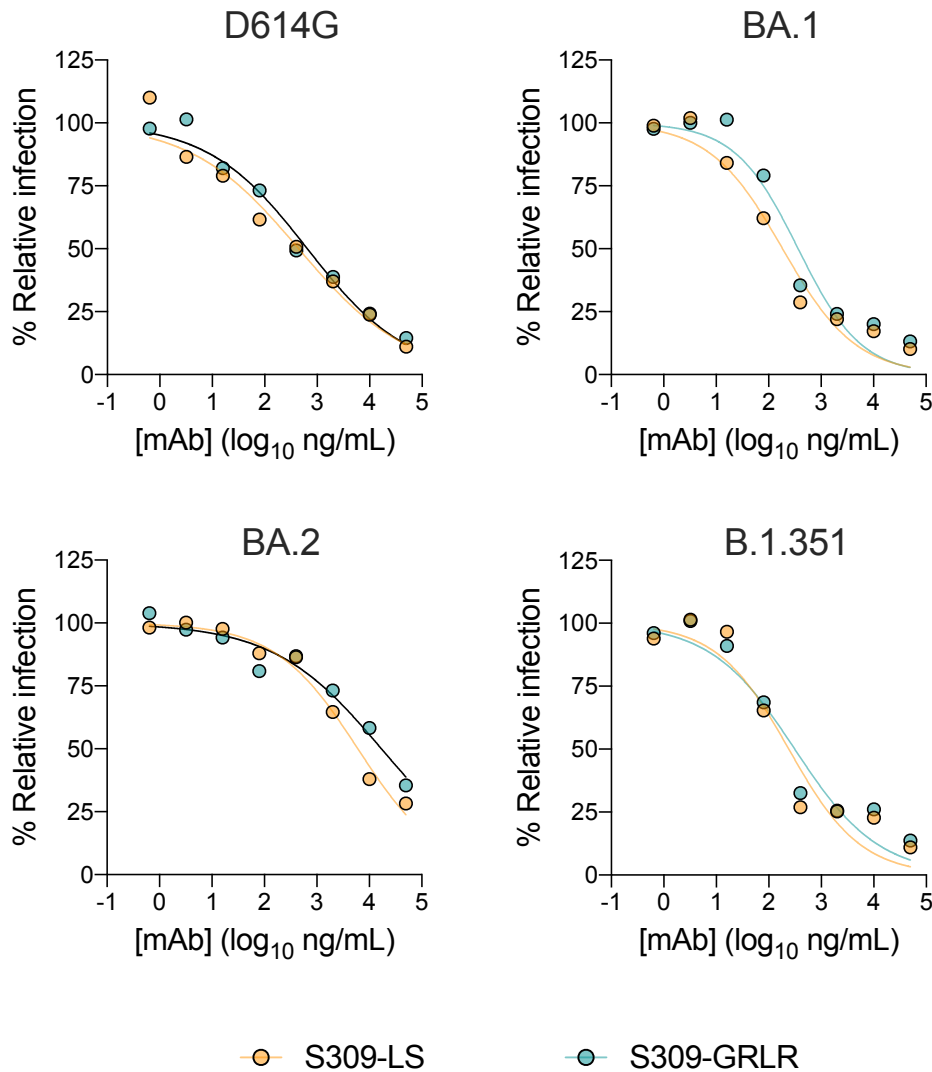 D614G
125
100
75
50
25
0
% Relative infection
-1 0 1 2 3 4 5
[mAb] (log10 ng/mL)
BA.1
125
100
75
50
25
0
% Relative infection
-1 0 1 2 3 4 5
[mAb] (log10 ng/mL)
BA.2
125
100
75
50
25
0
% Relative infection
-1 0 1 2 3 4 5
[mAb] (log10 ng/mL)
B.1.351
125
100
75
50
25
0
% Relative infection
-1 0 1 2 3 4 5
[mAb] (log10 ng/mL)
S309-LS S309-GRLR